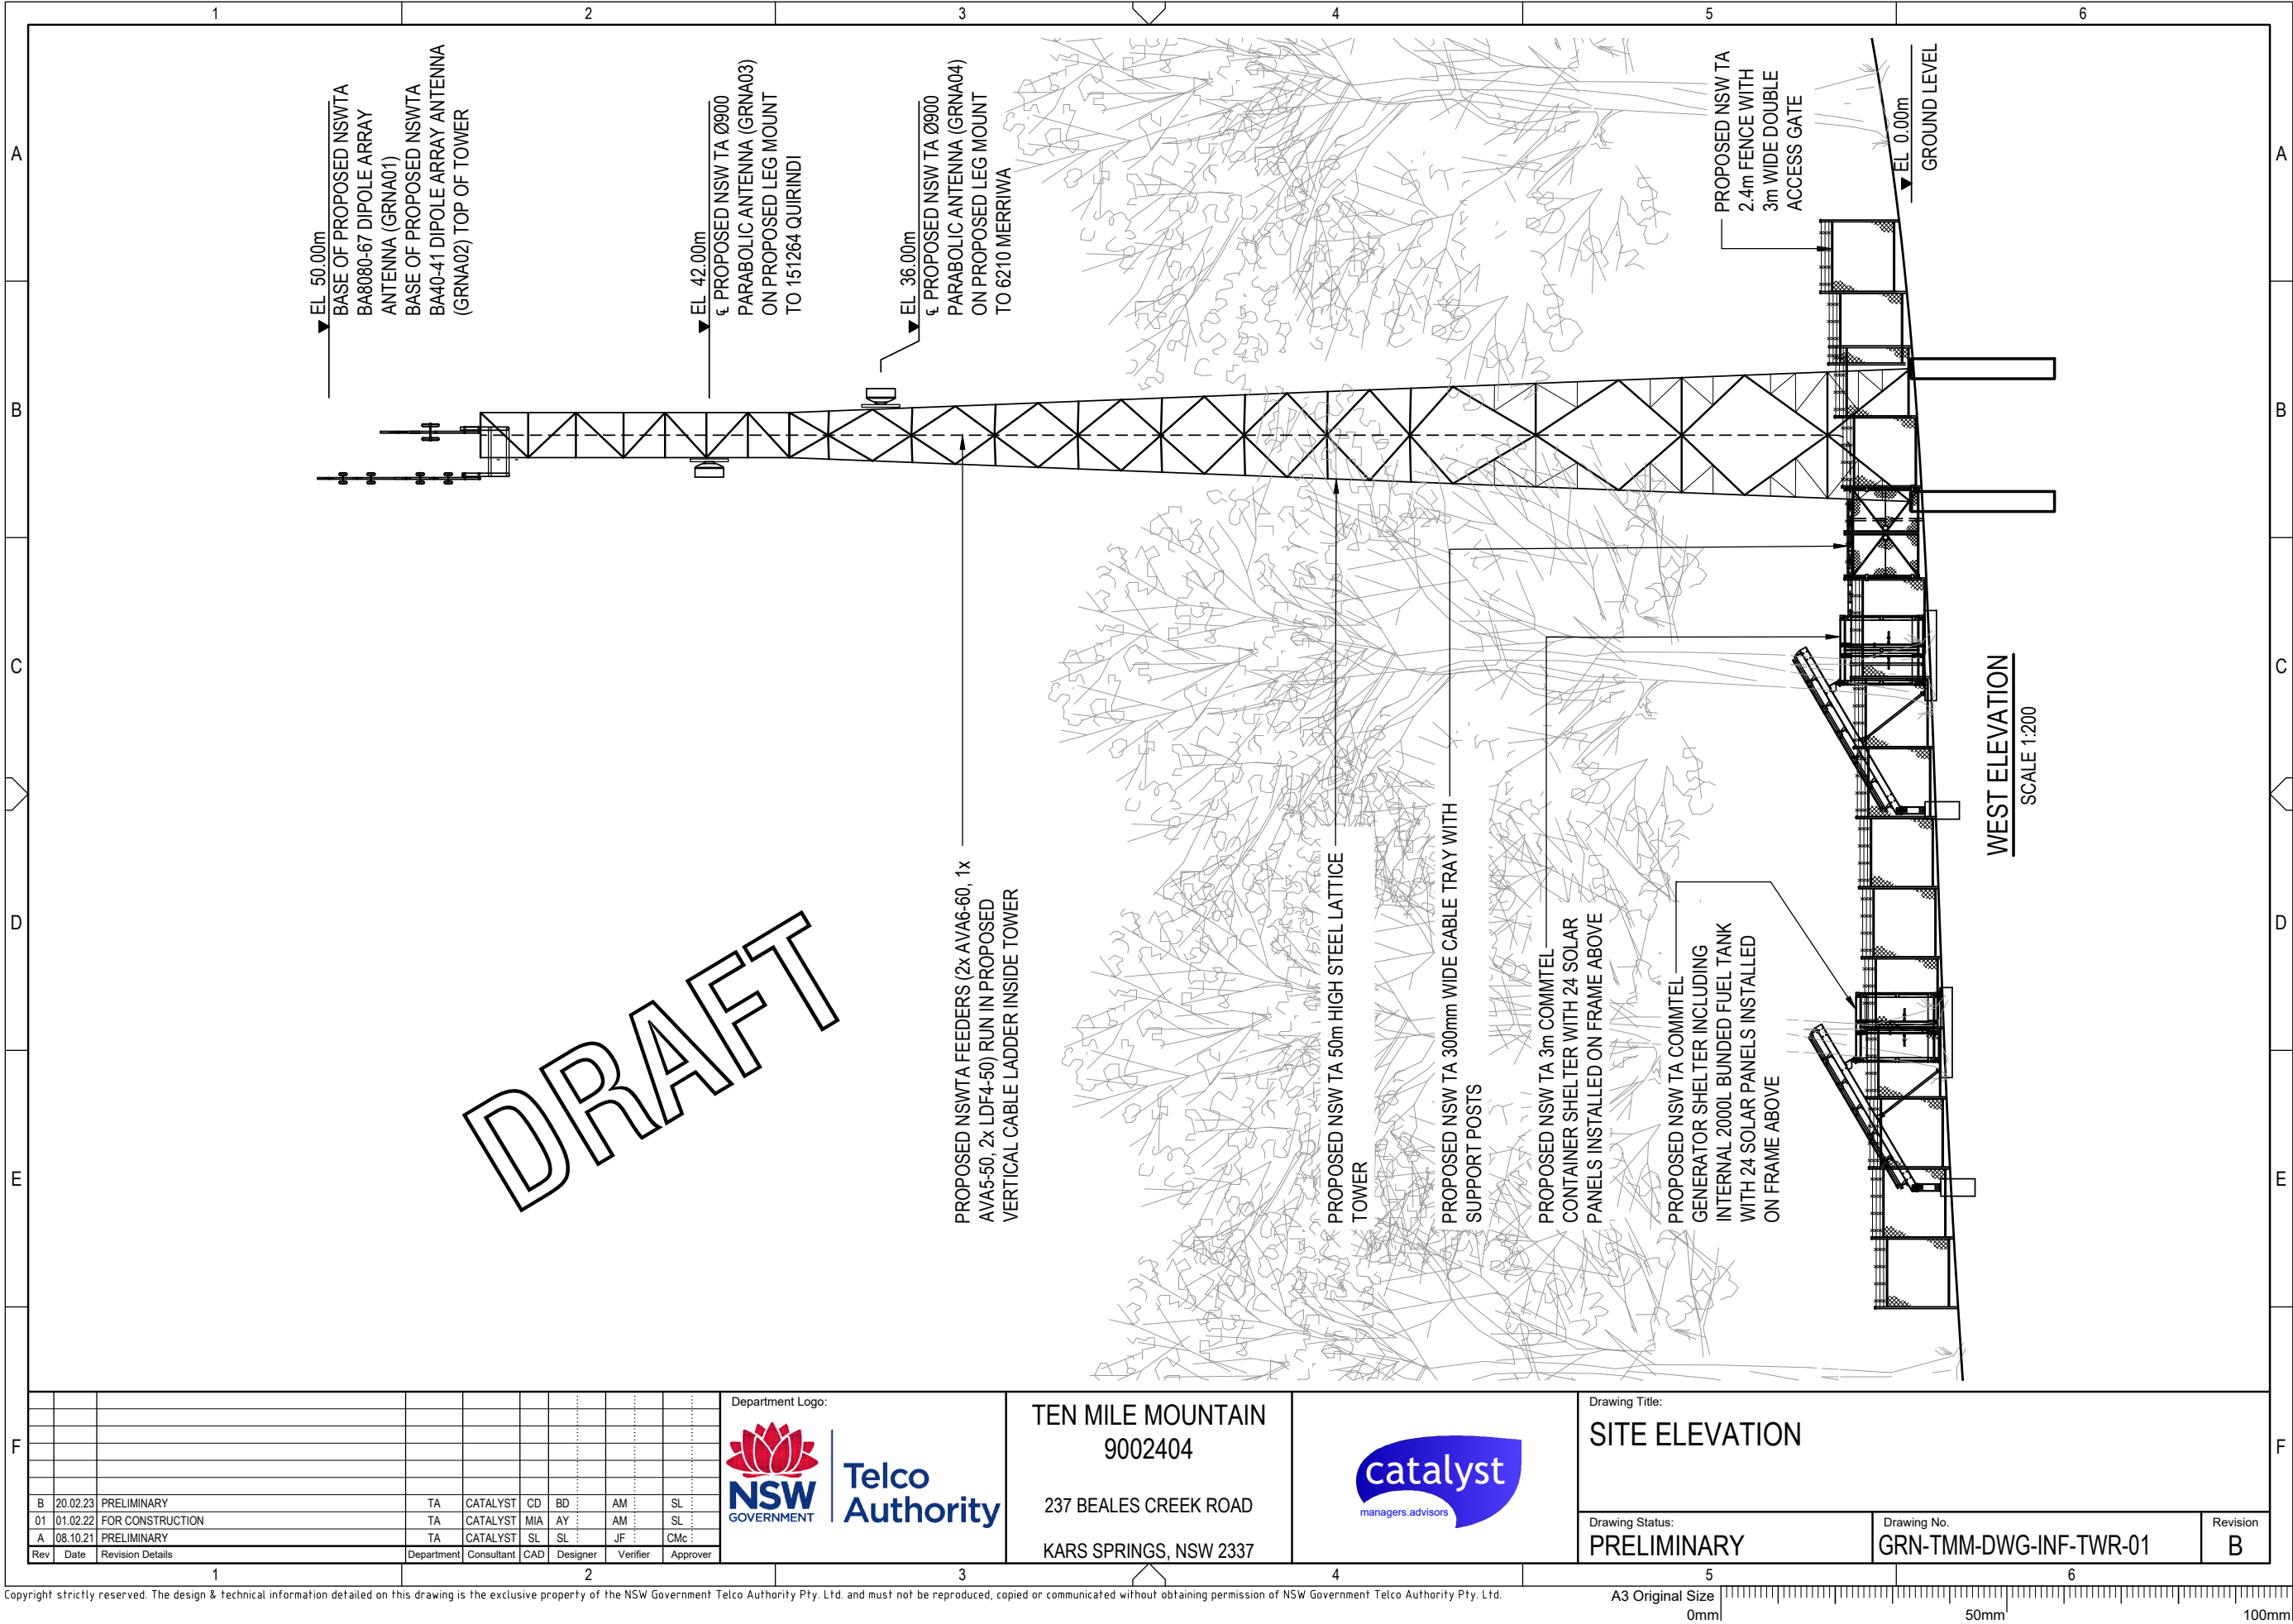 1 2 3 4 5 6
A
B
C
D
E
F
A
B
C
D
E
F
EL 50.00m
BASE OF PROPOSED NSWTA
BA8080-67 DIPOLE ARRAY
ANTENNA (GRNA01)
BASE OF PROPOSED NSWTA
BA40-41 DIPOLE ARRAY ANTENNA
(GRNA02) TOP OF TOWER
EL 42.00m
℄ PROPOSED NSW TA Ø900
PARABOLIC ANTENNA (GRNA03)
ON PROPOSED LEG MOUNT
TO 151264 QUIRINDI
EL 36.00m
℄ PROPOSED NSW TA Ø900
PARABOLIC ANTENNA (GRNA04)
ON PROPOSED LEG MOUNT
TO 6210 MERRIWA
PROPOSED NSW TA
2.4m FENCE WITH
3m WIDE DOUBLE
ACCESS GATE
EL 0.00m
GROUND LEVEL
PROPOSED NSWTA FEEDERS (2x AVA6-60, 1x
AVA5-50, 2x LDF4-50) RUN IN PROPOSED
VERTICAL CABLE LADDER INSIDE TOWER
PROPOSED NSW TA 50m HIGH STEEL LATTICE
TOWER
PROPOSED NSW TA 300mm WIDE CABLE TRAY WITH
SUPPORT POSTS
PROPOSED NSW TA 3m COMMTEL
CONTAINER SHELTER WITH 24 SOLAR
PANELS INSTALLED ON FRAME ABOVE
PROPOSED NSW TA COMMTEL
GENERATOR SHELTER INCLUDING
INTERNAL 2000L BUNDED FUEL TANK
WITH 24 SOLAR PANELS INSTALLED
ON FRAME ABOVE
WEST ELEVATION
SCALE 1:200
DRAFT
B 20.02.23 PRELIMINARY TA CATALYST CD BD AM SL
01 01.02.22 FOR CONSTRUCTION TA CATALYST MIA AY AM SL
A 08.10.21 PRELIMINARY TA CATALYST SL SL JF CMc
Rev Date Revision Details Department Consultant CAD Designer Verifier Approver
Department Logo:
NSW
GOVERNMENT
Telco
Authority
TEN MILE MOUNTAIN
9002404
237 BEALES CREEK ROAD
KARS SPRINGS, NSW 2337
catalyst
managers.advisors
Drawing Title:
SITE ELEVATION
Drawing Status:
PRELIMINARY
Drawing No.
GRN-TMM-DWG-INF-TWR-01
Revision
B
1 2 3 4 5 6
Copyright strictly reserved. The design & technical information detailed on this drawing is the exclusive property of the NSW Government Telco Authority Pty. Ltd. and must not be reproduced, copied or communicated without obtaining permission of NSW Government Telco Authority Pty. Ltd.
A3 Original Size
0mm 50mm 100mm